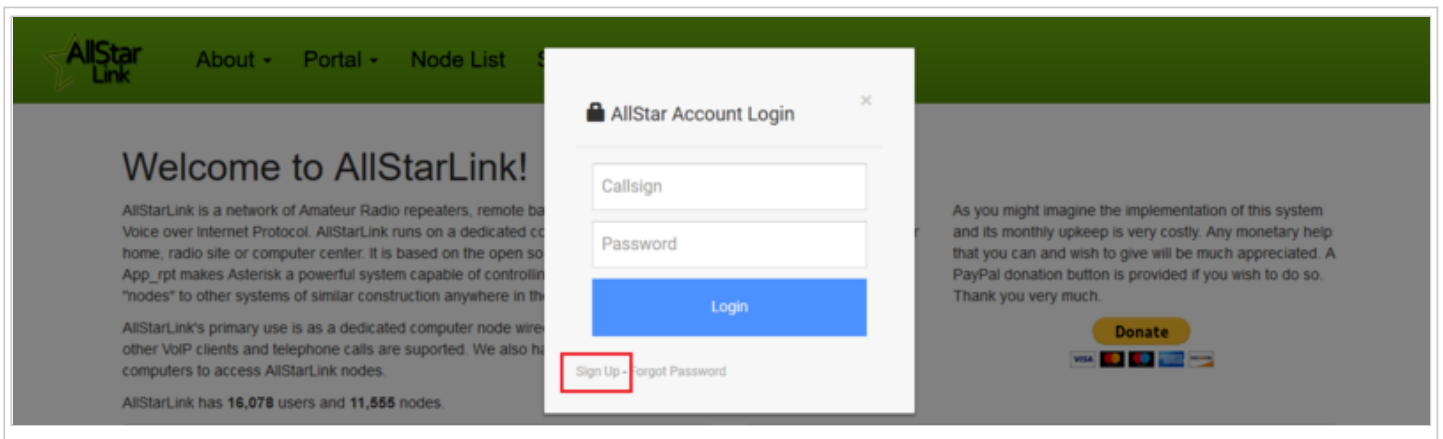 AllStar
Link
About
Portal
Node List
AllStar Account Login
×
Callsign
Password
Login
Sign Up - Forgot Password
Welcome to AllStarLink!
AllStarLink is a network of Amateur Radio repeaters, remote
Voice over Internet Protocol. AllStarLink runs on a dedicated
home, radio site or computer center. It is based on the open
App_rpt makes Asterisk a powerful system capable of
"nodes" to other systems of similar construction anywhere in
AllStarLink's primary use is as a dedicated computer node
other VoIP clients and telephone calls are suported. We also
computers to access AllStarLink nodes.
AllStarLink has 16,078 users and 11,555 nodes.
As you might imagine the implementation of this system
and its monthly upkeep is very costly. Any monetary help
that you can and wish to give will be much appreciated. A
PayPal donation button is provided if you wish to do so.
Thank you very much.
Donate
VISA